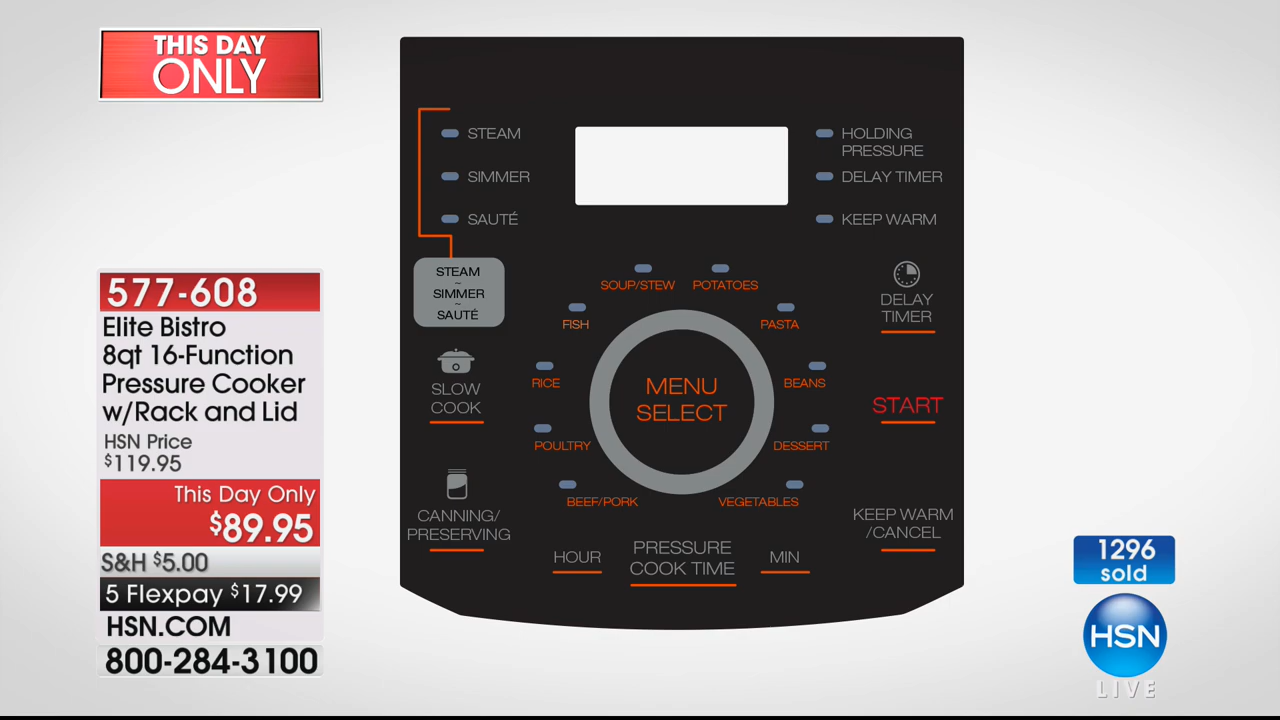 THIS DAY
ONLY
577-608
Elite Bistro
8qt 16-Function
Pressure Cooker
w/Rack and Lid
HSN Price
$119.95
This Day Only
$89.95
S&H $5.00
5 Flexpay $17.99
HSN.COM
800-284-3100
STEAM
SIMMER
SAUTÉ
HOLDING
PRESSURE
DELAY TIMER
KEEP WARM
STEAM
~
SIMMER
~
SAUTÉ
SLOW
COOK
CANNING/
PRESERVING
SOUP/STEW
POTATOES
FISH
PASTA
RICE
BEANS
POULTRY
DESSERT
BEEF/PORK
VEGETABLES
MENU
SELECT
DELAY
TIMER
START
KEEP WARM
/CANCEL
HOUR
PRESSURE
COOK TIME
MIN
1296
sold
HSN
LIVE